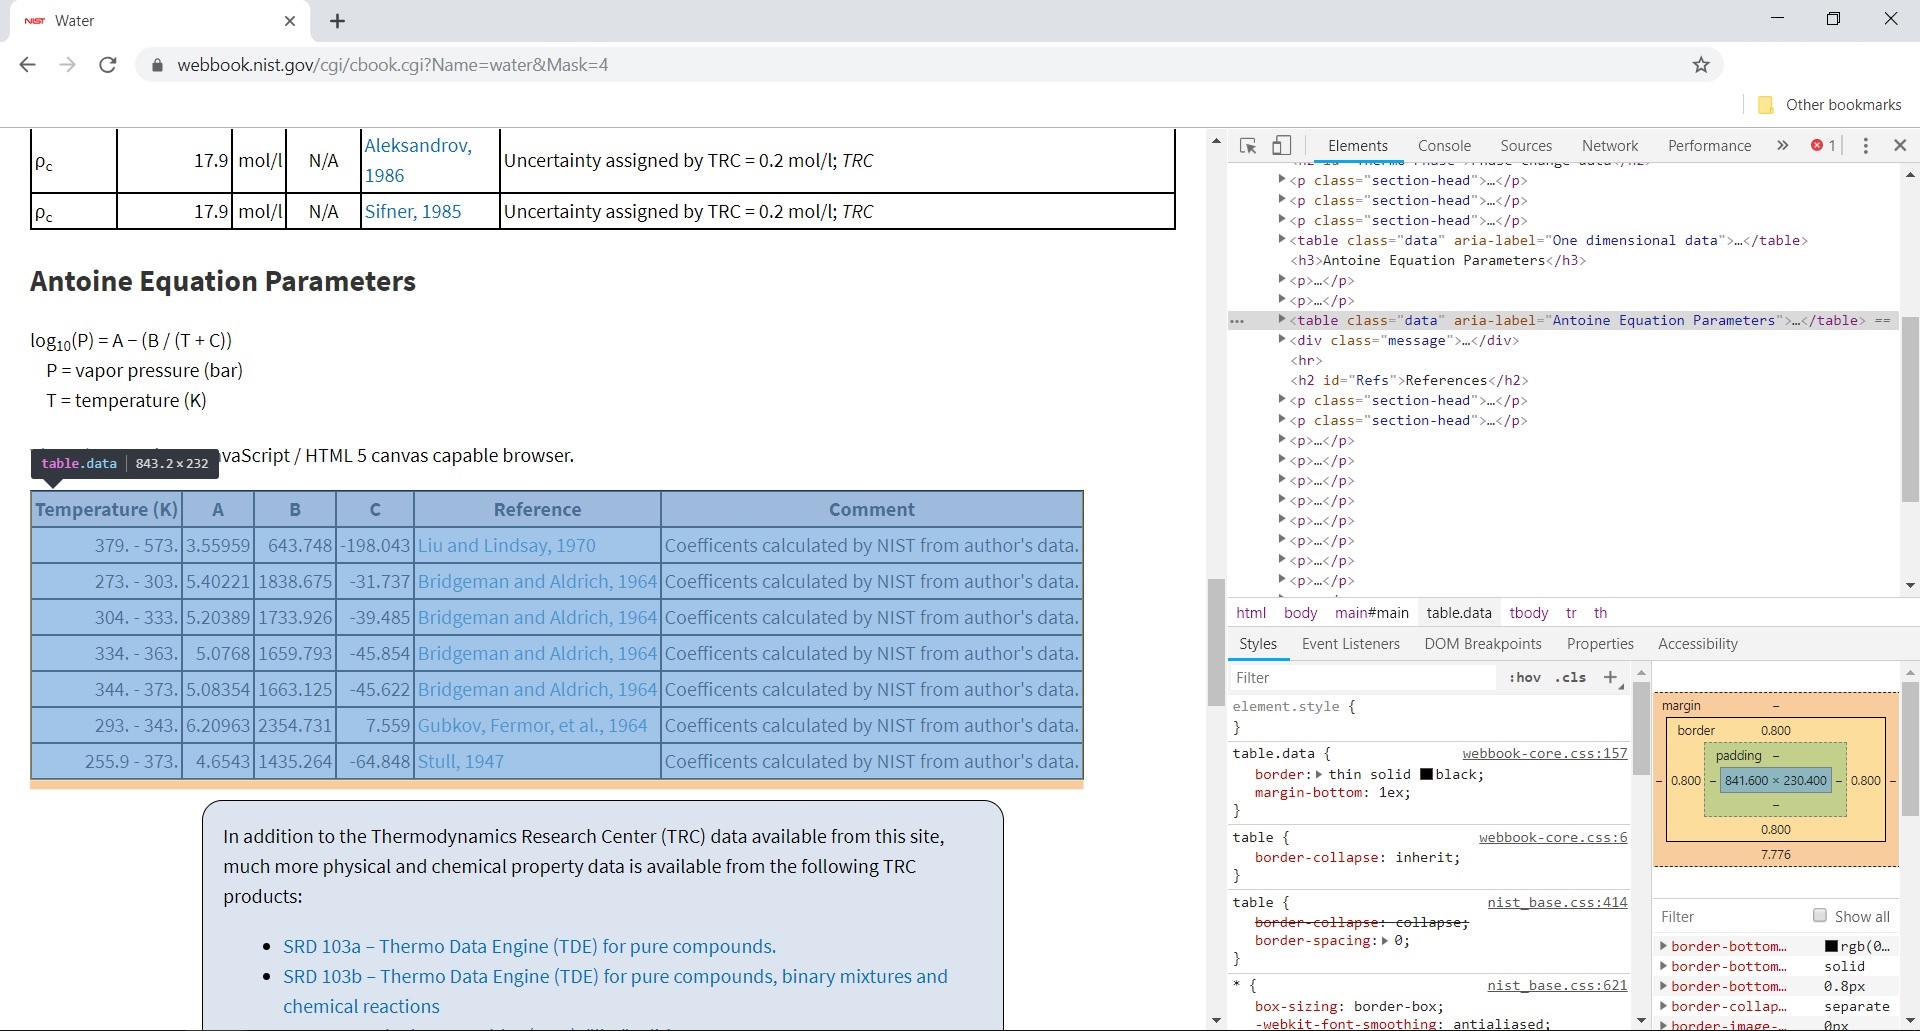 NIST Water
webbook.nist.gov/cgi/cbook.cgi?Name=water&Mask=4
Other bookmarks
ρc 17.9 mol/l N/A Aleksandrov, 1986 Uncertainty assigned by TRC = 0.2 mol/l; TRC
ρc 17.9 mol/l N/A Sifner, 1985 Uncertainty assigned by TRC = 0.2 mol/l; TRC
Antoine Equation Parameters
log10(P) = A − (B / (T + C))
P = vapor pressure (bar)
T = temperature (K)
vaScript / HTML 5 canvas capable browser.
table.data 843.2 × 232
Temperature (K) A B C Reference Comment
379. - 573. 3.55959 643.748 -198.043 Liu and Lindsay, 1970 Coefficents calculated by NIST from author's data.
273. - 303. 5.40221 1838.675 -31.737 Bridgeman and Aldrich, 1964 Coefficents calculated by NIST from author's data.
304. - 333. 5.20389 1733.926 -39.485 Bridgeman and Aldrich, 1964 Coefficents calculated by NIST from author's data.
334. - 363. 5.0768 1659.793 -45.854 Bridgeman and Aldrich, 1964 Coefficents calculated by NIST from author's data.
344. - 373. 5.08354 1663.125 -45.622 Bridgeman and Aldrich, 1964 Coefficents calculated by NIST from author's data.
293. - 343. 6.20963 2354.731 7.559 Gubkov, Fermor, et al., 1964 Coefficents calculated by NIST from author's data.
255.9 - 373. 4.6543 1435.264 -64.848 Stull, 1947 Coefficents calculated by NIST from author's data.
In addition to the Thermodynamics Research Center (TRC) data available from this site,
much more physical and chemical property data is available from the following TRC
products:
• SRD 103a – Thermo Data Engine (TDE) for pure compounds.
• SRD 103b – Thermo Data Engine (TDE) for pure compounds, binary mixtures and
chemical reactions
Elements Console Sources Network Performance » 1
<p class="section-head">…</p>
<p class="section-head">…</p>
<p class="section-head">…</p>
<table class="data" aria-label="One dimensional data">…</table>
<h3>Antoine Equation Parameters</h3>
<p>…</p>
<p>…</p>
<table class="data" aria-label="Antoine Equation Parameters">…</table> ==
<div class="message">…</div>
<hr>
<h2 id="Refs">References</h2>
<p class="section-head">…</p>
<p class="section-head">…</p>
<p>…</p>
<p>…</p>
<p>…</p>
<p>…</p>
<p>…</p>
<p>…</p>
<p>…</p>
<p>…</p>
html body main#main table.data tbody tr th
Styles Event Listeners DOM Breakpoints Properties Accessibility
Filter :hov .cls +
element.style {
}
table.data { webbook-core.css:157
border: thin solid black;
margin-bottom: 1ex;
}
table { webbook-core.css:6
border-collapse: inherit;
}
table { nist_base.css:414
border-collapse: collapse;
border-spacing: 0;
}
* { nist_base.css:621
box-sizing: border-box;
-webkit-font-smoothing: antialiased;
margin –
border 0.800
padding –
– 0.800 – 841.600 × 230.400 – 0.800 –
–
0.800
7.776
Filter Show all
border-bottom… rgb(0…
border-bottom… solid
border-bottom… 0.8px
border-collap… separate
border-image-… 0px